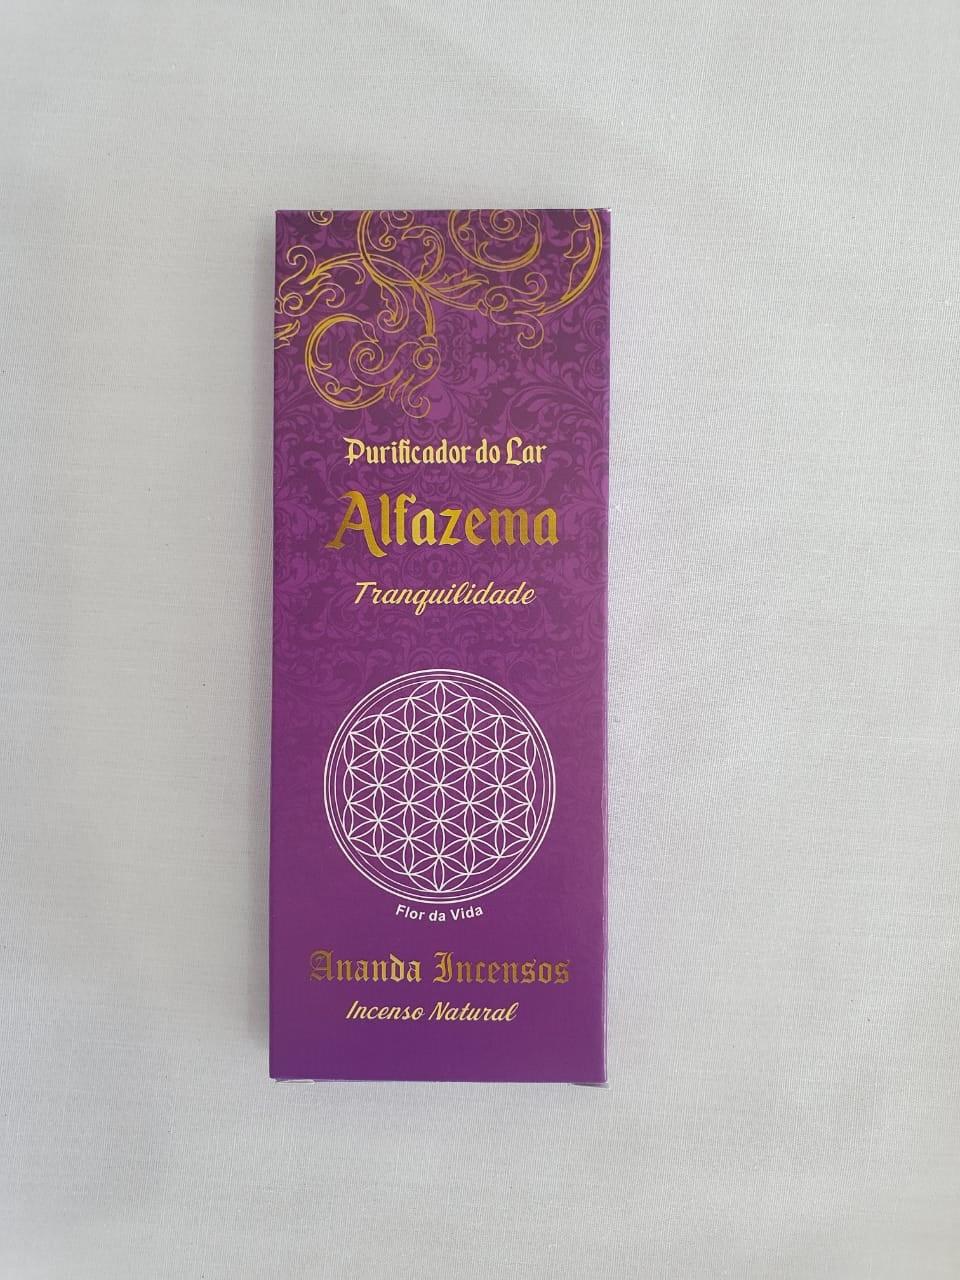 Purificador do Lar
Alfazema
Tranquilidade
Flor da Vida
Ananda Incensos
Incenso Natural